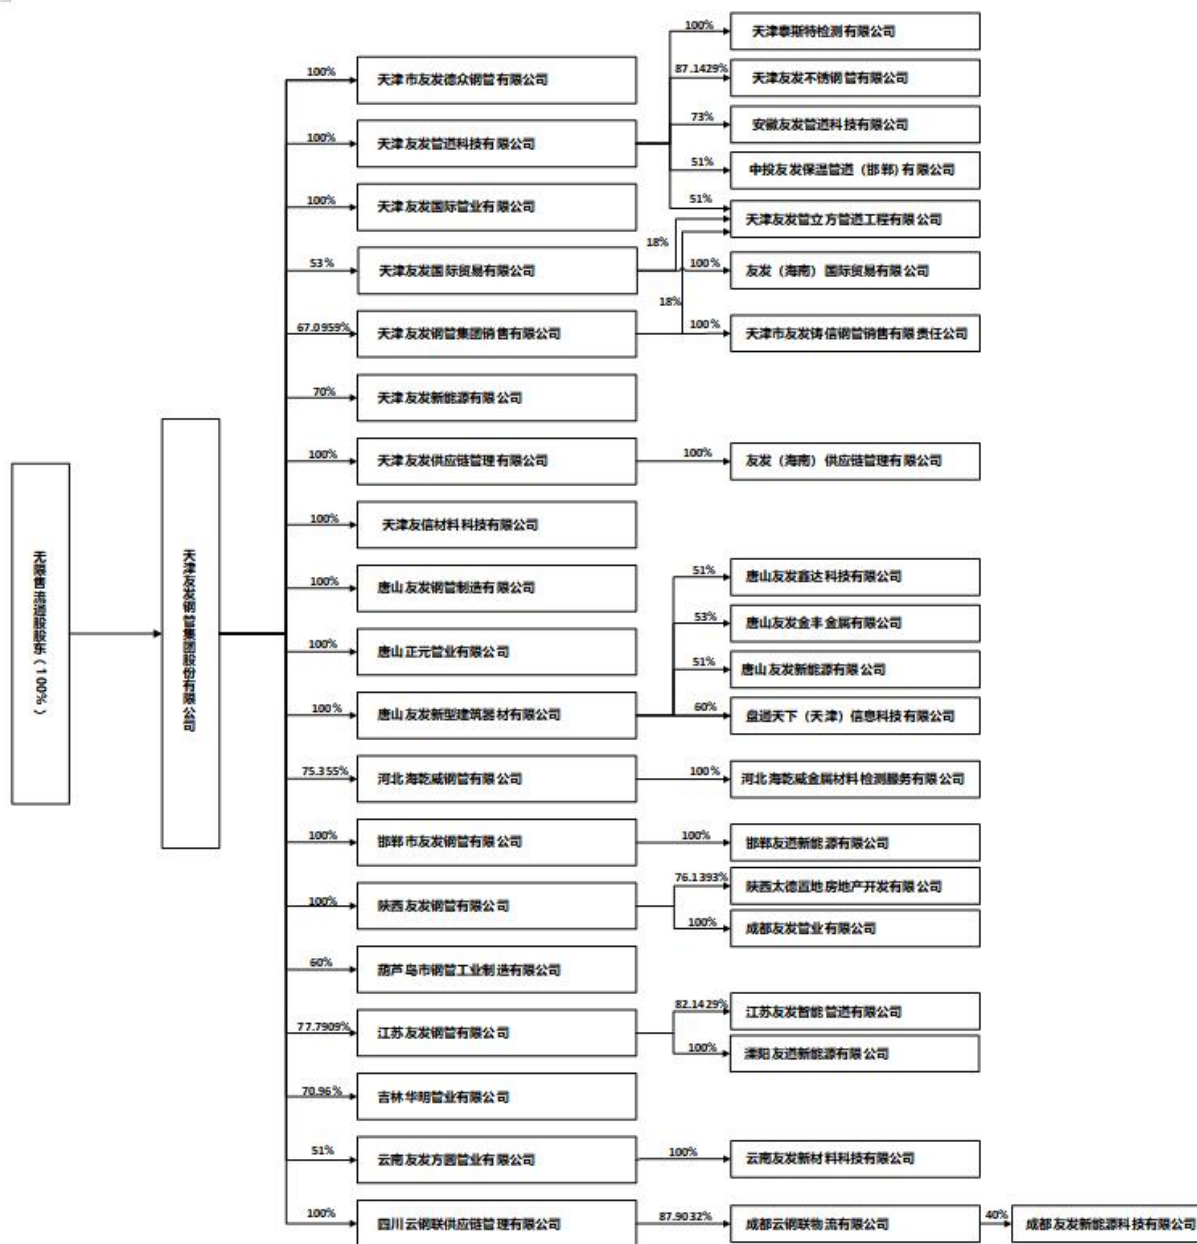 无限售流通股股东（100%）
天津友发钢管集团股份有限公司
100%
天津市友发德众钢管有限公司
100%
天津友发管道科技有限公司
100%
天津泰斯特检测有限公司
87.1429%
天津友发不锈钢管有限公司
73%
安徽友发管道科技有限公司
51%
中投友发保温管道（邯郸）有限公司
51%
天津友发管立方管道工程有限公司
100%
天津友发国际管业有限公司
53%
天津友发国际贸易有限公司
18%
100%
友发（海南）国际贸易有限公司
67.0959%
天津友发钢管集团销售有限公司
18%
100%
天津市友发铸信钢管销售有限责任公司
70%
天津友发新能源有限公司
100%
天津友发供应链管理有限公司
100%
友发（海南）供应链管理有限公司
100%
天津友信材料科技有限公司
100%
唐山友发钢管制造有限公司
100%
唐山正元管业有限公司
100%
唐山友发新型建筑器材有限公司
51%
唐山友发鑫达科技有限公司
53%
唐山友发金丰金属有限公司
51%
唐山友发新能源有限公司
60%
盘通天下（天津）信息科技有限公司
75.355%
河北海乾威钢管有限公司
100%
河北海乾威金属材料检测服务有限公司
100%
邯郸市友发钢管有限公司
100%
邯郸友道新能源有限公司
100%
陕西友发钢管有限公司
76.1393%
陕西太德置地房地产开发有限公司
100%
成都友发管业有限公司
60%
葫芦岛市钢管工业制造有限公司
77.7909%
江苏友发钢管有限公司
82.1429%
江苏友发智能管道有限公司
100%
溧阳友道新能源有限公司
70.96%
吉林华明管业有限公司
51%
云南友发方圆管业有限公司
100%
云南友发新材料科技有限公司
100%
四川云钢联供应链管理有限公司
87.9032%
成都云钢联物流有限公司
40%
成都友发新能源科技有限公司